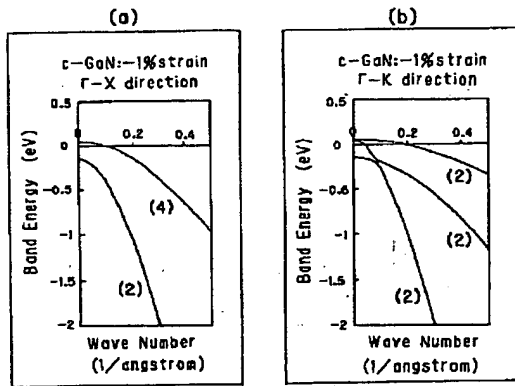 (a)
c-GaN:-1%strain
Γ-X direction
0.5
0
0
0.2
0.4
-0.5
-1
-1.5
-2
(4)
(2)
Band Energy (eV)
Wave Number
(1/angstrom)
(b)
c-GaN:-1%strain
Γ-K direction
0.5
0
0
0.2
0.4
-0.5
-1
-1.5
-2
(2)
(2)
(2)
Band Energy (eV)
Wave Number
(1/angstrom)